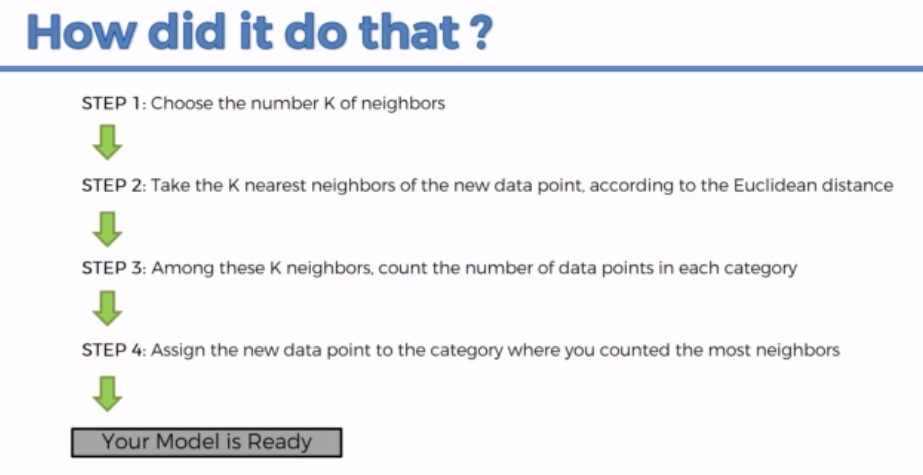 How did it do that ?
STEP 1: Choose the number K of neighbors
STEP 2: Take the K nearest neighbors of the new data point, according to the Euclidean distance
STEP 3: Among these K neighbors, count the number of data points in each category
STEP 4: Assign the new data point to the category where you counted the most neighbors
Your Model is Ready